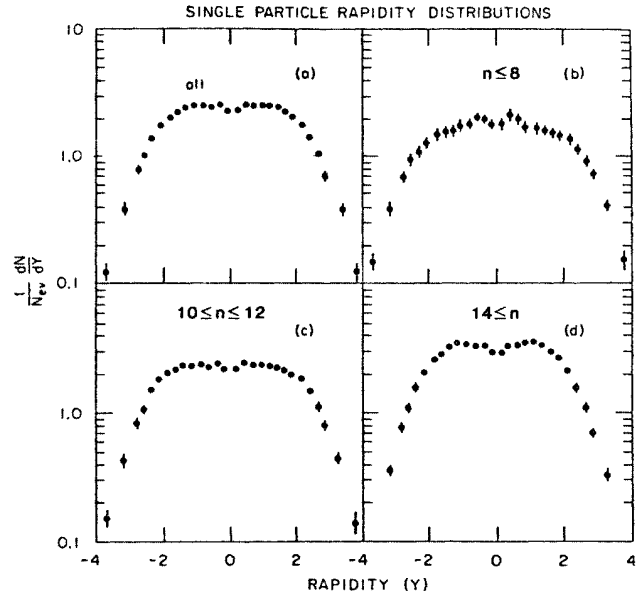 SINGLE PARTICLE RAPIDITY DISTRIBUTIONS
10
all
(a)
n≤8
(b)
1.0
0.1
1/N_ev dN/dY
10≤n≤12
(c)
14≤n
(d)
1.0
0.1
-4 -2 0 2 -4 -2 0 2 4
RAPIDITY (Y)